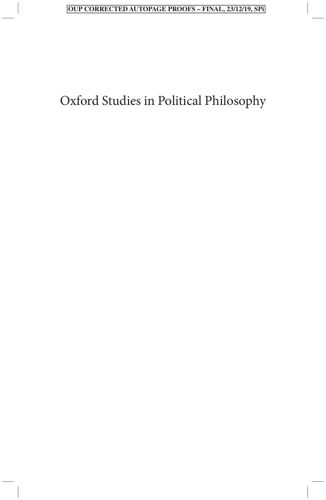 OUP CORRECTED AUTOPAGE PROOFS – FINAL, 23/12/19, SPi
Oxford Studies in Political Philosophy